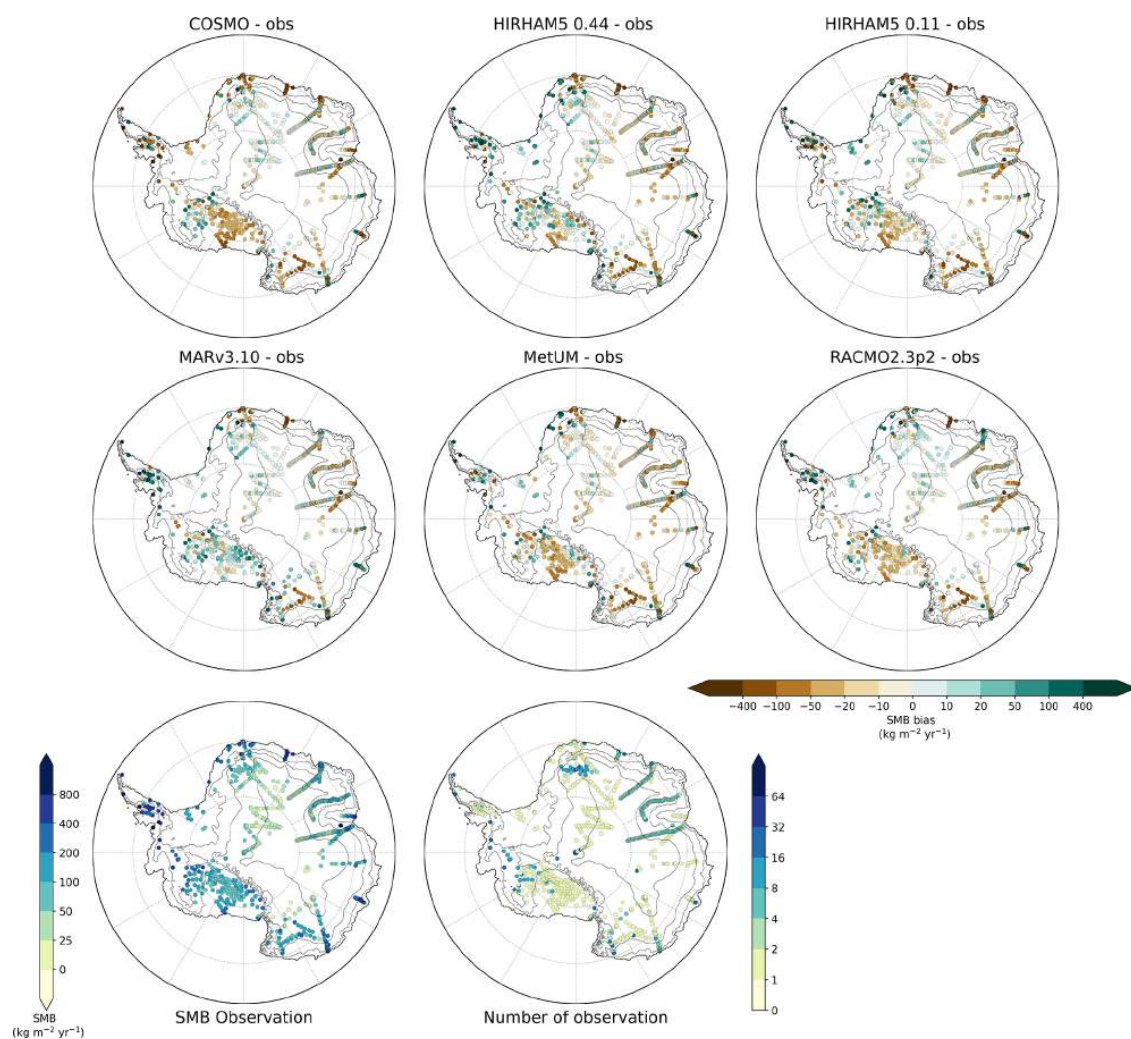 COSMO - obs
HIRHAM5 0.44 - obs
HIRHAM5 0.11 - obs
MARv3.10 - obs
MetUM - obs
RACMO2.3p2 - obs
−400 −100 −50 −20 −10 0 10 20 50 100 400
SMB bias
(kg m⁻² yr⁻¹)
800
400
200
100
50
25
0
SMB
(kg m⁻² yr⁻¹)
SMB Observation
Number of observation
64
32
16
8
4
2
1
0